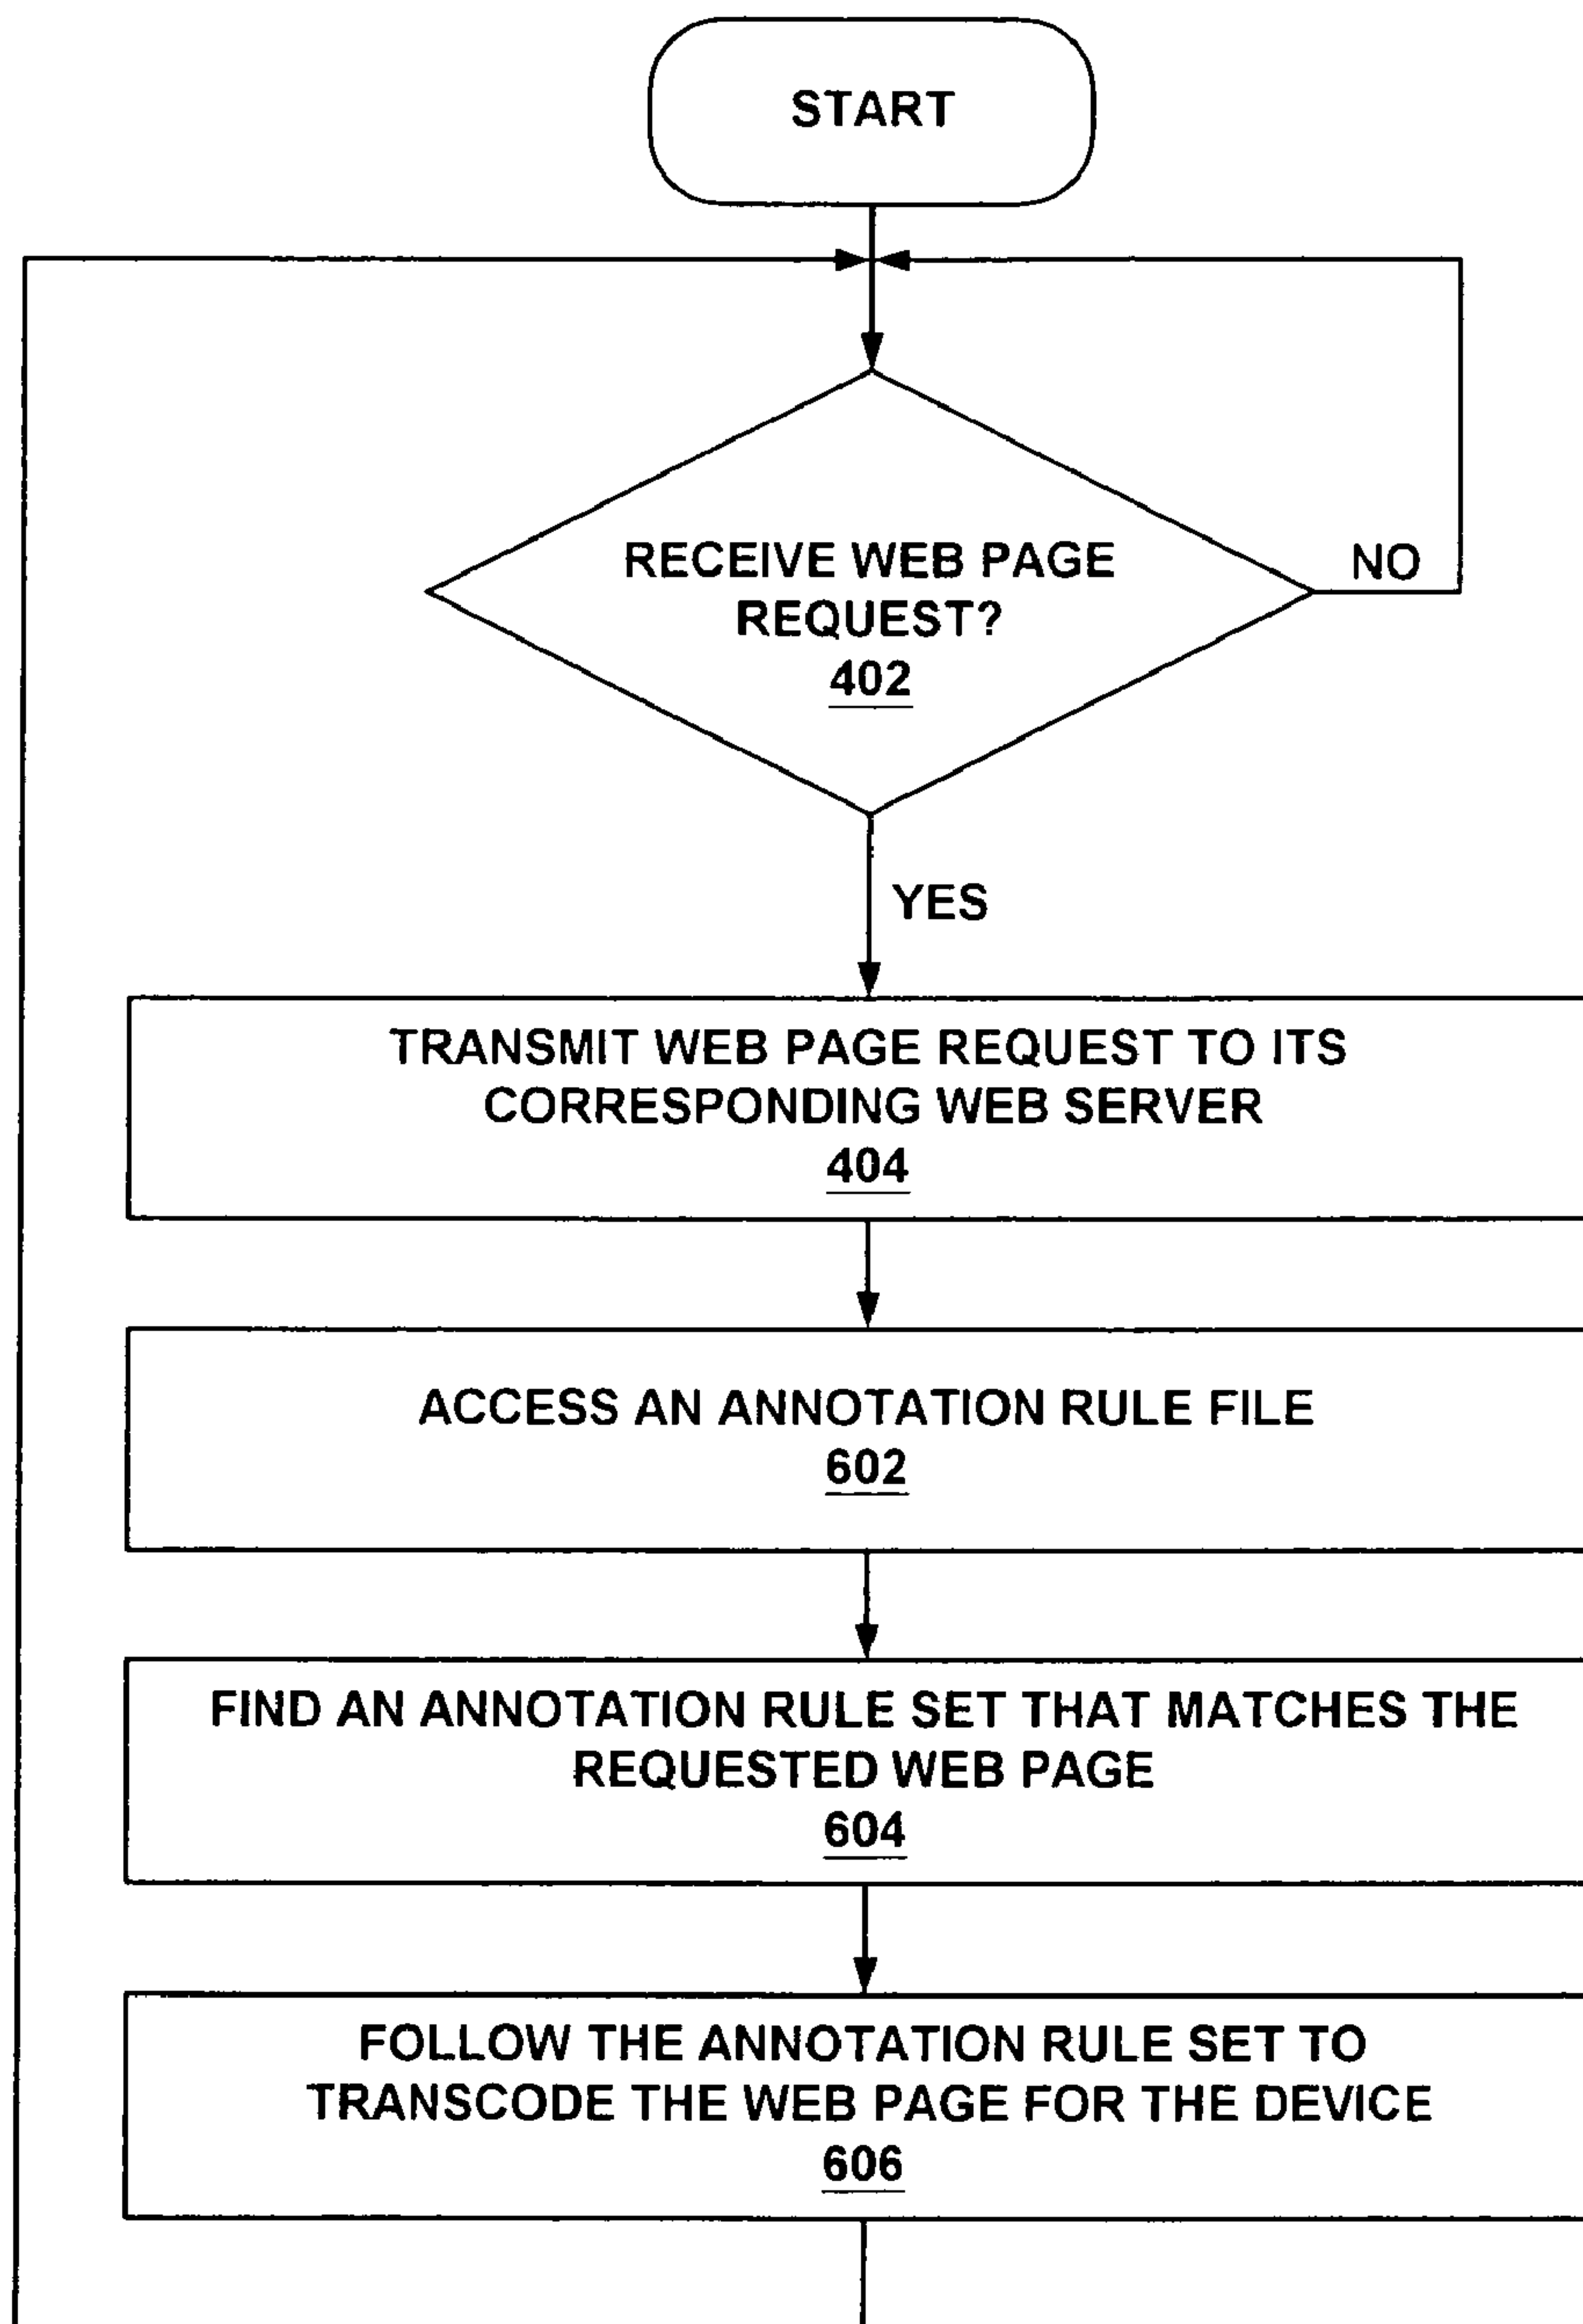 START
RECEIVE WEB PAGE
REQUEST?
402
NO
YES
TRANSMIT WEB PAGE REQUEST TO ITS
CORRESPONDING WEB SERVER
404
ACCESS AN ANNOTATION RULE FILE
602
FIND AN ANNOTATION RULE SET THAT MATCHES THE
REQUESTED WEB PAGE
604
FOLLOW THE ANNOTATION RULE SET TO
TRANSCODE THE WEB PAGE FOR THE DEVICE
606